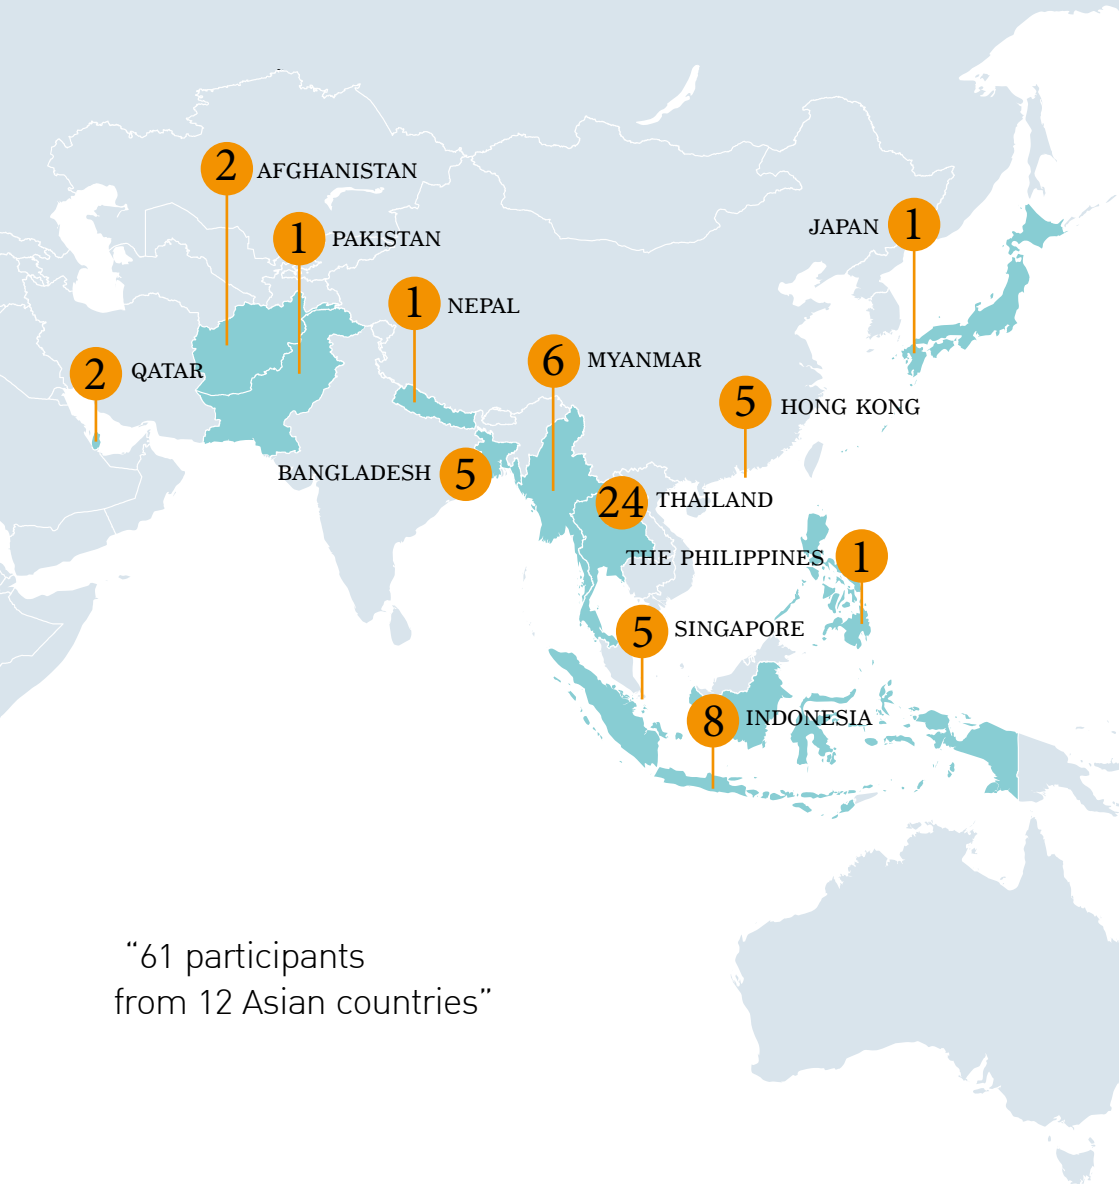 2 AFGHANISTAN
1 PAKISTAN
JAPAN 1
1 NEPAL
6 MYANMAR
2 QATAR
5 HONG KONG
BANGLADESH 5
24 THAILAND
THE PHILIPPINES 1
5 SINGAPORE
8 INDONESIA
“61 participants
from 12 Asian countries”